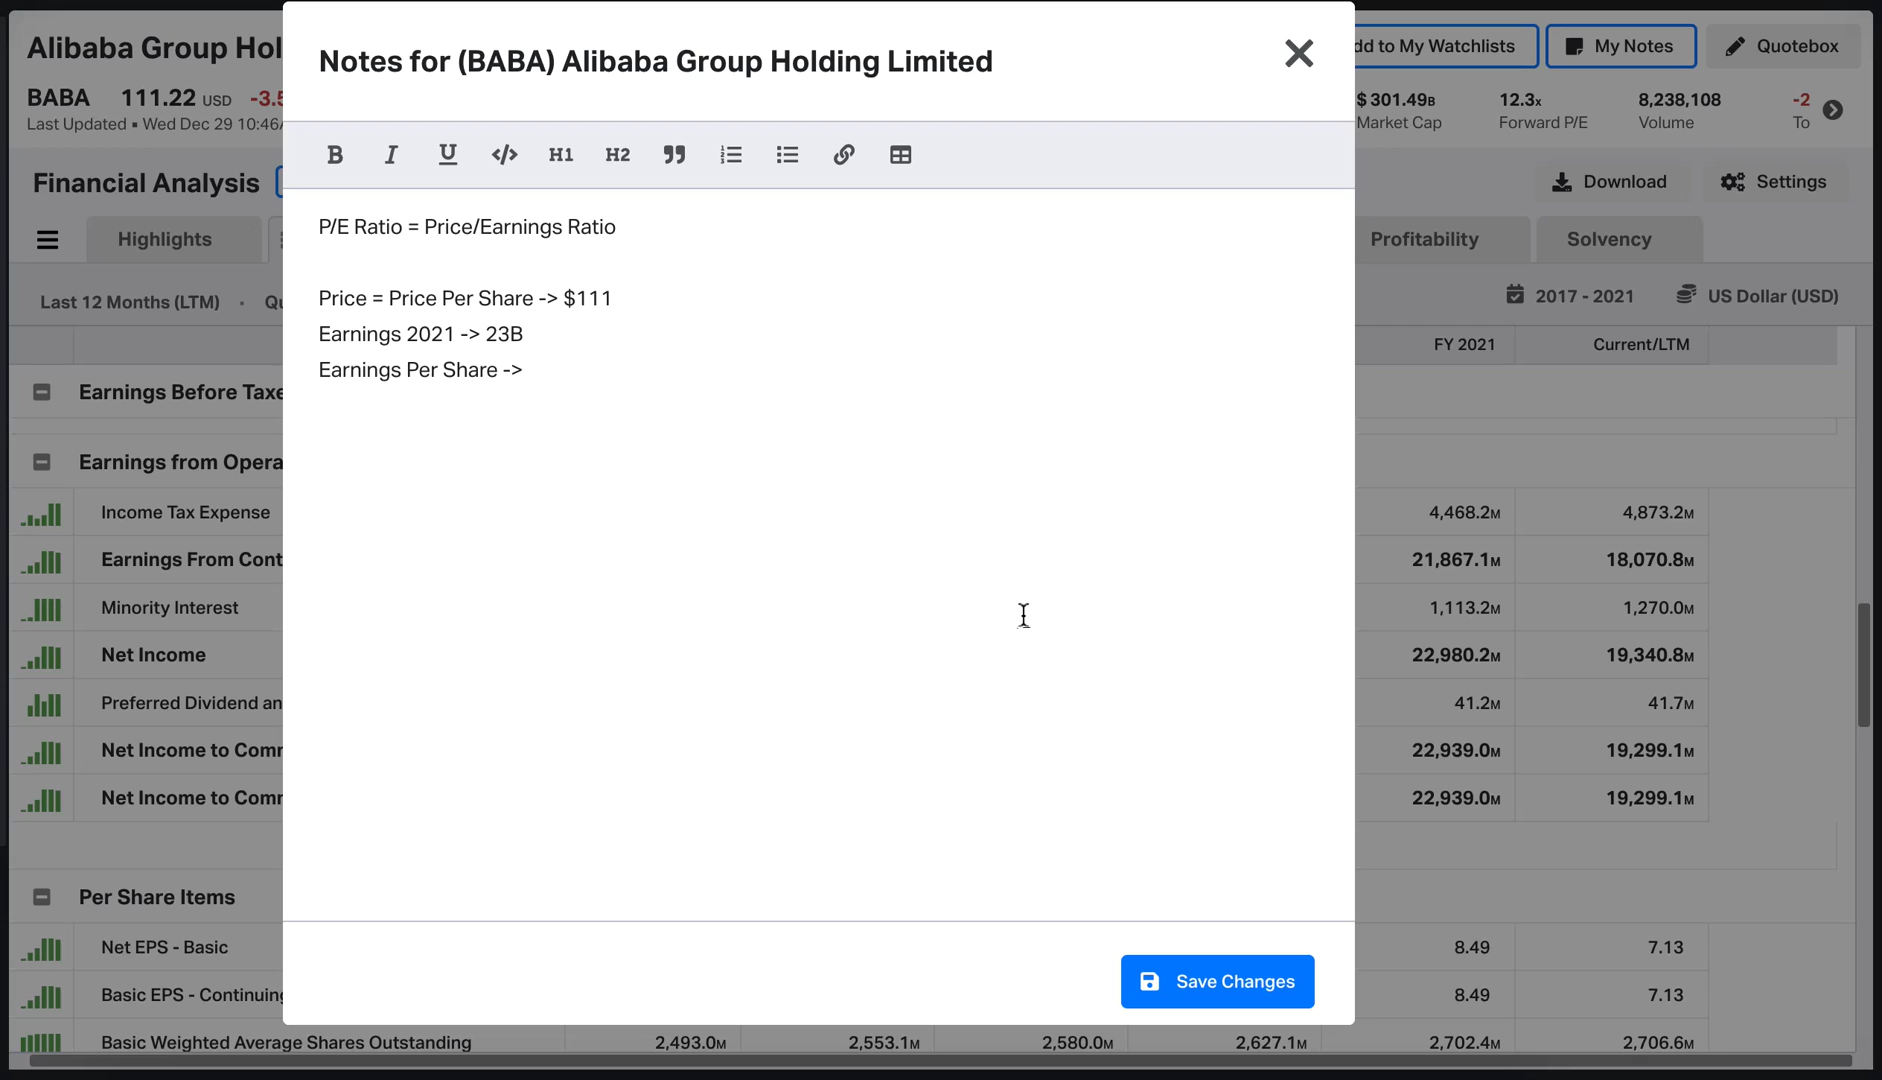 Alibaba Group Hol
BABA 111.22 USD -3.5
Last Updated ▪ Wed Dec 29 10:46A
Notes for (BABA) Alibaba Group Holding Limited
dd to My Watchlists
My Notes
Quotebox
$ 301.49B
Market Cap
12.3x
Forward P/E
8,238,108
Volume
-2
To
B I U </> H1 H2
Financial Analysis
Download
Settings
Highlights
Profitability
Solvency
Last 12 Months (LTM) · Qu
2017 - 2021
US Dollar (USD)
P/E Ratio = Price/Earnings Ratio
Price = Price Per Share -> $111
Earnings 2021 -> 23B
Earnings Per Share ->
FY 2021 Current/LTM
Earnings Before Taxe
Earnings from Opera
Income Tax Expense 4,468.2M 4,873.2M
Earnings From Cont 21,867.1M 18,070.8M
Minority Interest 1,113.2M 1,270.0M
Net Income 22,980.2M 19,340.8M
Preferred Dividend an 41.2M 41.7M
Net Income to Comm 22,939.0M 19,299.1M
Net Income to Comm 22,939.0M 19,299.1M
Per Share Items
Net EPS - Basic 8.49 7.13
Basic EPS - Continuing 8.49 7.13
Save Changes
Basic Weighted Average Shares Outstanding 2,493.0M 2,553.1M 2,580.0M 2,627.1M 2,702.4M 2,706.6M